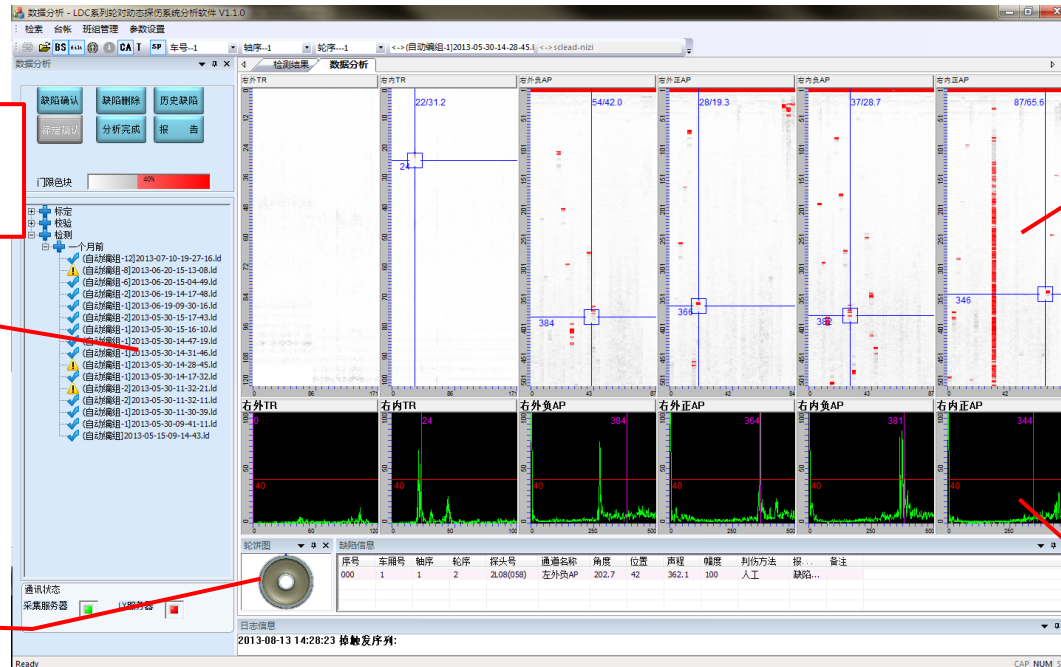 数据分析 - LDC系列轮对动态探伤系统分析软件 V1.1.0
检索 台帐 班组管理 参数设置
BS CA T SP 车号--1 轴序--1 轮序---1 <->(自动编组-1)2013-05-30-14-28-45.l <->sclead-nizi
数据分析
检测结果 数据分析
缺陷确认 缺陷删除 历史缺陷
标定确认 分析完成 报 告
门限色块 40%
标定
校验
检测
一个月前
(自动编组-12)2013-07-10-19-27-16.ld
(自动编组-8)2013-06-20-15-13-08.ld
(自动编组-6)2013-06-20-15-04-49.ld
(自动编组-2)2013-06-19-14-17-48.ld
(自动编组-1)2013-06-19-09-30-16.ld
(自动编组-2)2013-05-30-15-17-43.ld
(自动编组-1)2013-05-30-15-16-10.ld
(自动编组-1)2013-05-30-14-47-19.ld
(自动编组-1)2013-05-30-14-31-46.ld
(自动编组-1)2013-05-30-14-28-45.ld
(自动编组-1)2013-05-30-14-17-32.ld
(自动编组-2)2013-05-30-11-32-21.ld
(自动编组-2)2013-05-30-11-32-11.ld
(自动编组-1)2013-05-30-11-30-39.ld
(自动编组-1)2013-05-30-09-41-11.ld
(自动编组)2013-05-15-09-14-43.ld
通讯状态
采集服务器
右外TR 右内TR 右外负AP 右外正AP 右内负AP 右内正AP
22/31.2 54/42.0 28/19.3 37/28.7 87/65.6
24 384 366 382 346
右外TR 右内TR 右外负AP 右外正AP 右内负AP 右内正AP
0 24 384 364 381 344
40 40 40 40 40 40
60 120 0 50 100 0 250 500 0 250 500 0 250 500 0 250 500
轮饼图 缺陷信息
序号 车厢号 轴序 轮序 探头号 通道名称 角度 位置 声程 幅度 判伤方法 报... 备注
000 1 1 2 2L08(058) 左外负AP 202.7 42 362.1 100 人工 缺陷...
日志信息
2013-08-13 14:28:23 掉触发序列:
Ready CAP NUM